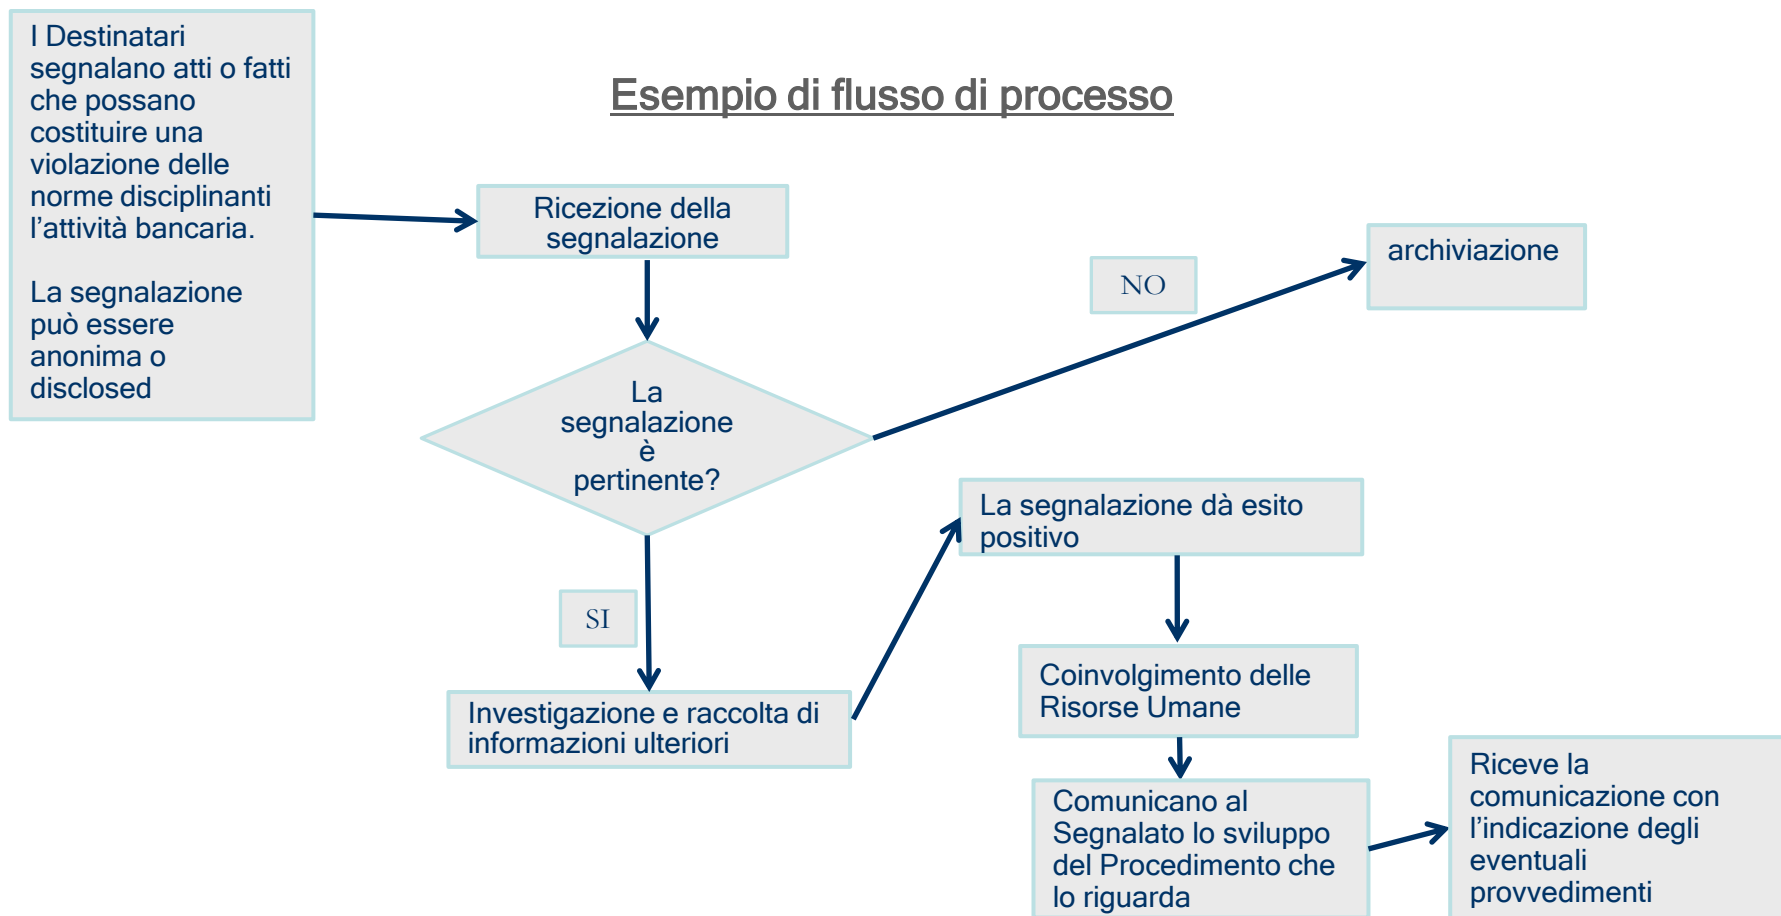 I Destinatari
segnalano atti o fatti
che possano
costituire una
violazione delle
norme disciplinanti
l’attività bancaria.
La segnalazione
può essere
anonima o
disclosed
Esempio di flusso di processo
Ricezione della
segnalazione
NO
archiviazione
La
segnalazione
è
pertinente?
SI
Investigazione e raccolta di
informazioni ulteriori
La segnalazione dà esito
positivo
Coinvolgimento delle
Risorse Umane
Comunicano al
Segnalato lo sviluppo
del Procedimento che
lo riguarda
Riceve la
comunicazione con
l’indicazione degli
eventuali
provvedimenti